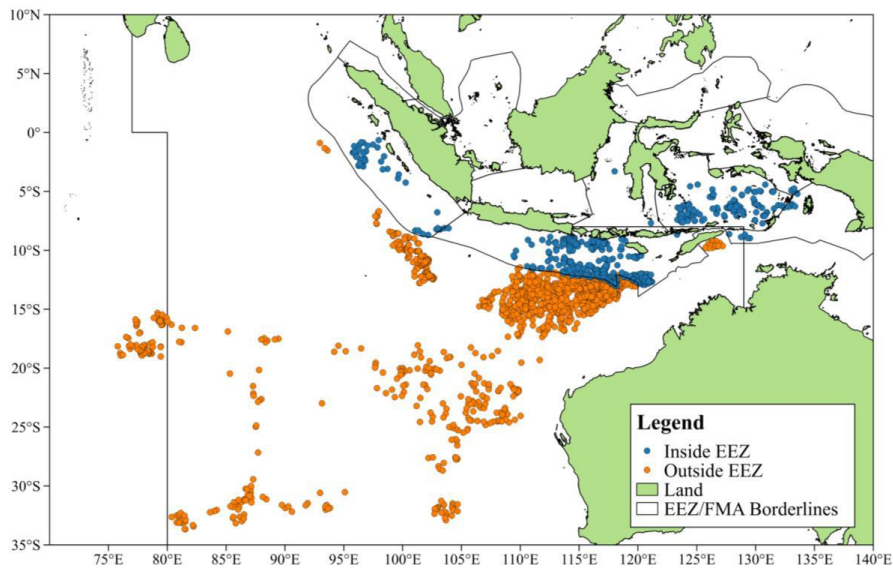 10°N
5°N
0°
5°S
10°S
15°S
20°S
25°S
30°S
35°S
75°E 80°E 85°E 90°E 95°E 100°E 105°E 110°E 115°E 120°E 125°E 130°E 135°E 140°E
Legend
Inside EEZ
Outside EEZ
Land
EEZ/FMA Borderlines